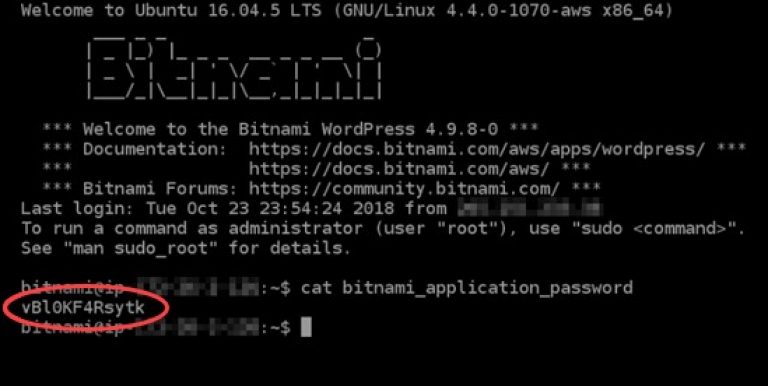 Welcome to Ubuntu 16.04.5 LTS (GNU/Linux 4.4.0-1070-aws x86_64)
Bitnami
*** Welcome to the Bitnami WordPress 4.9.8-0 ***
*** Documentation:  https://docs.bitnami.com/aws/apps/wordpress/ ***
***                 https://docs.bitnami.com/aws/ ***
*** Bitnami Forums: https://community.bitnami.com/ ***
Last login: Tue Oct 23 23:54:24 2018 from
To run a command as administrator (user "root"), use "sudo <command>".
See "man sudo_root" for details.
bitnami@ip- :~$ cat bitnami_application_password
vBl0KF4Rsytk
bitnami@ip- :~$